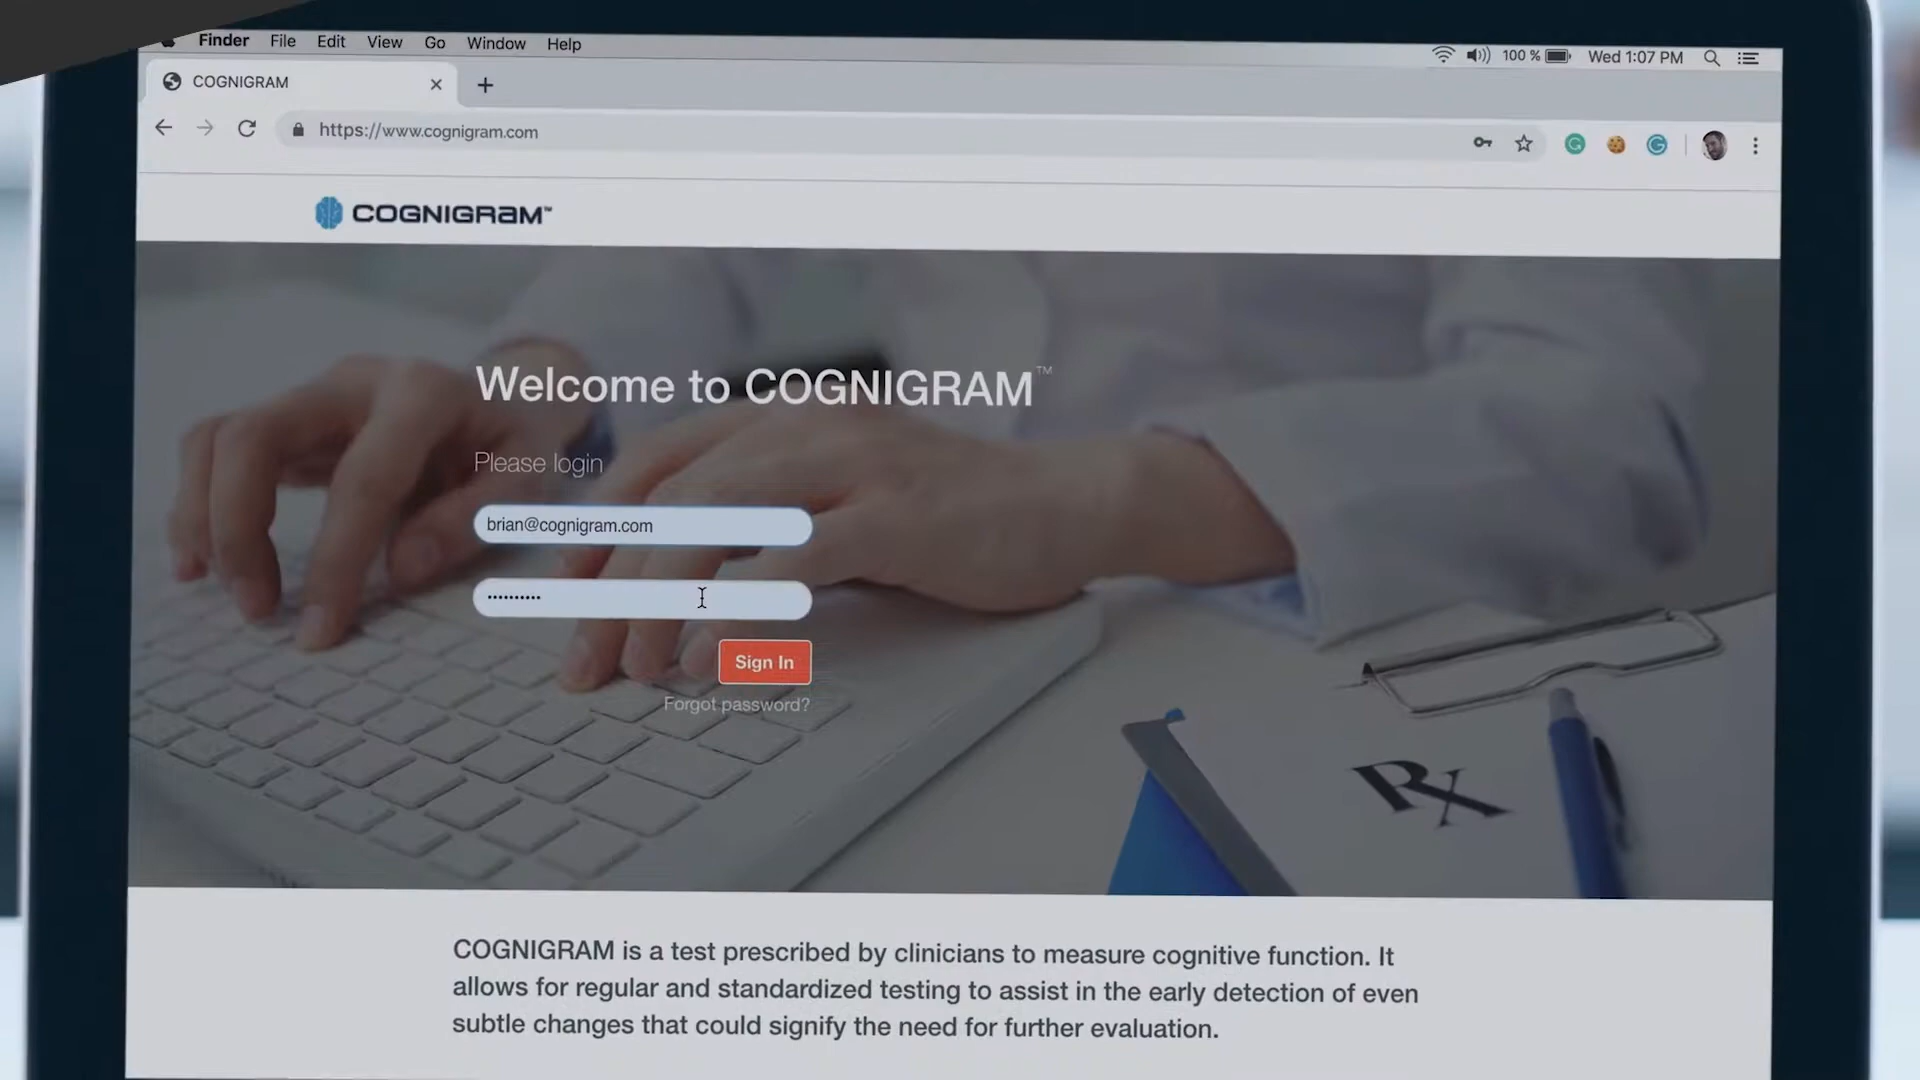 Finder File Edit View Go Window Help 100 % Wed 1:07 PM
COGNIGRAM
https://www.cognigram.com
COGNIGRAM™
Welcome to COGNIGRAM™
Please login
brian@cognigram.com
••••••••••
Sign In
Forgot password?
Rx
COGNIGRAM is a test prescribed by clinicians to measure cognitive function. It
allows for regular and standardized testing to assist in the early detection of even
subtle changes that could signify the need for further evaluation.